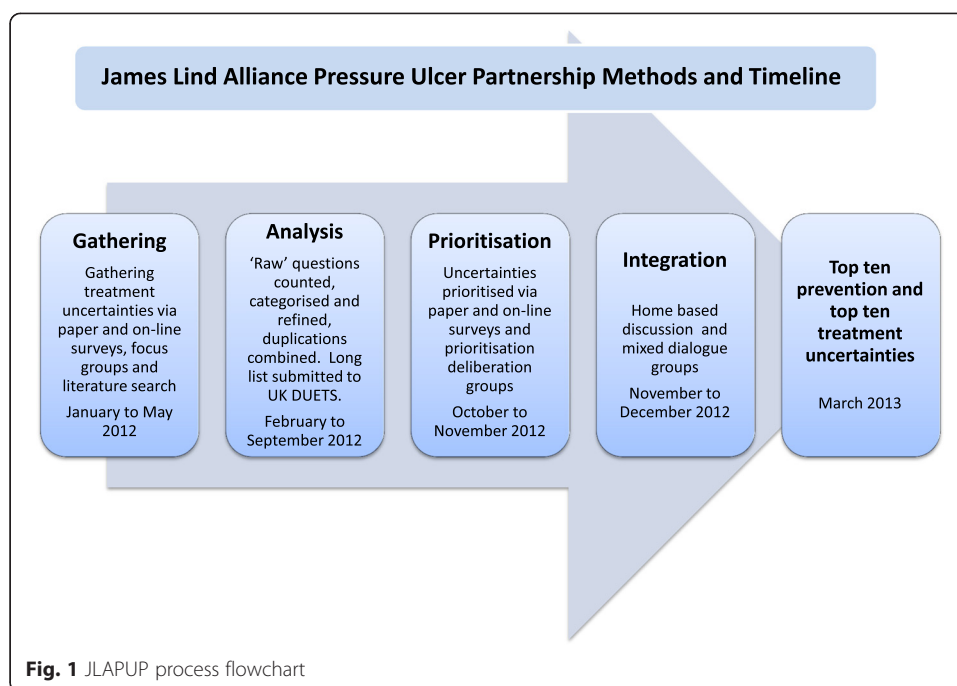 James Lind Alliance Pressure Ulcer Partnership Methods and Timeline
Gathering
Gathering
treatment
uncertainties via
paper and on-line
surveys, focus
groups and
literature search
January to May
2012
Analysis
‘Raw’ questions
counted,
categorised and
refined,
duplications
combined. Long
list submitted to
UK DUETS.
February to
September 2012
Prioritisation
Uncertainties
prioritised via
paper and on-line
surveys and
prioritisation
deliberation
groups
October to
November 2012
Integration
Home based
discussion and
mixed dialogue
groups
November to
December 2012
Top ten
prevention and
top ten
treatment
uncertainties
March 2013
Fig. 1 JLAPUP process flowchart